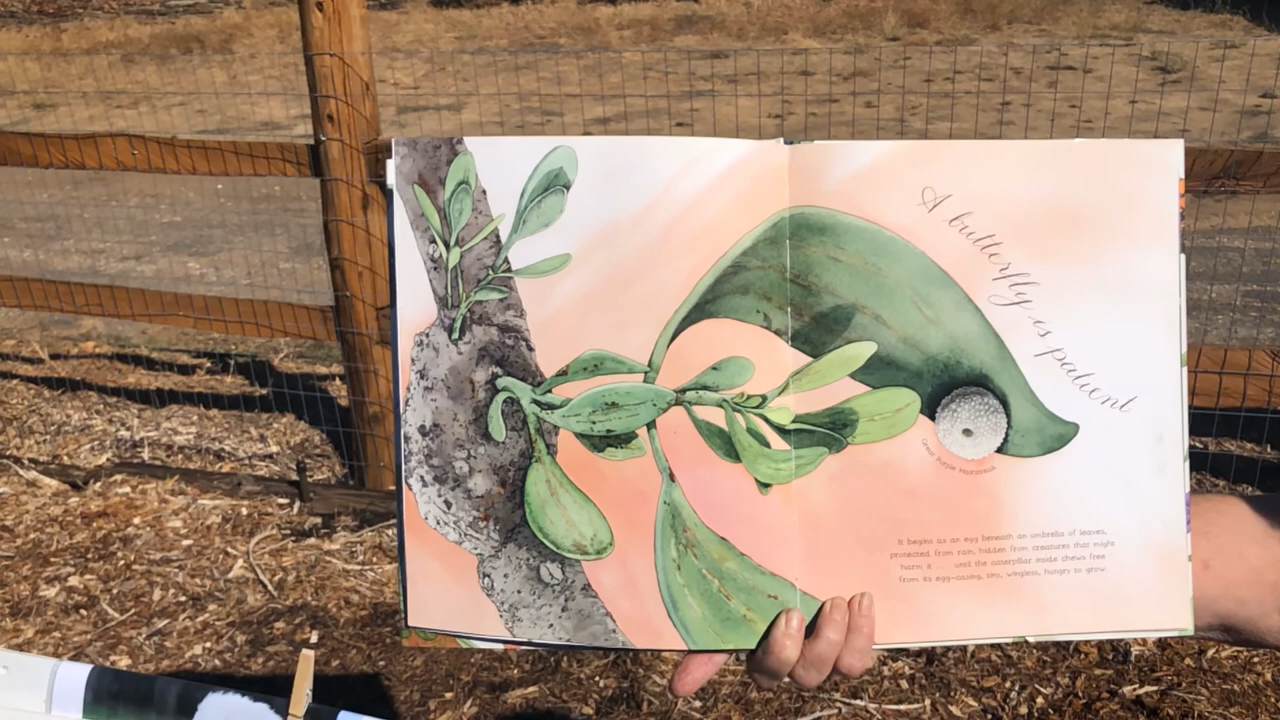 A butterfly is patient
Great Purple Hairstreak
It begins as an egg beneath an umbrella of leaves,
protected from rain, hidden from creatures that might
harm it . . . until the caterpillar inside chews free
from its egg-casing, tiny, wingless, hungry to grow.